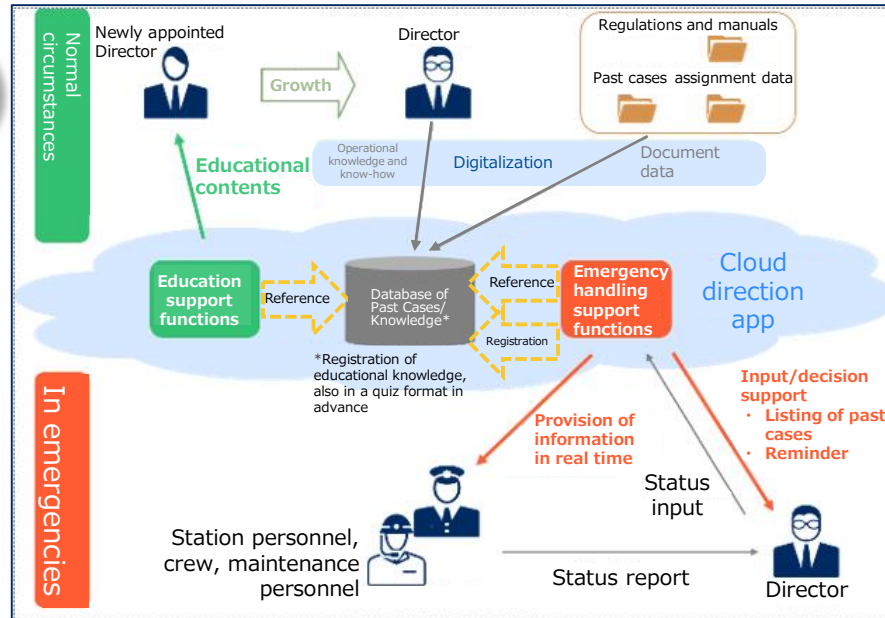 Normal
circumstances
Newly appointed
Director
Growth
Director
Regulations and manuals
Past cases assignment data
Educational
contents
Operational
knowledge and
know-how
Digitalization
Document
data
Education
support
functions
Reference
Database of
Past Cases/
Knowledge*
Reference
Registration
Emergency
handling
support
functions
Cloud
direction
app
*Registration of
educational knowledge,
also in a quiz format in
advance
In emergencies
Provision of
information
in real time
Input/decision
support
・ Listing of past
cases
・ Reminder
Status
input
Station personnel,
crew, maintenance
personnel
Status report
Director